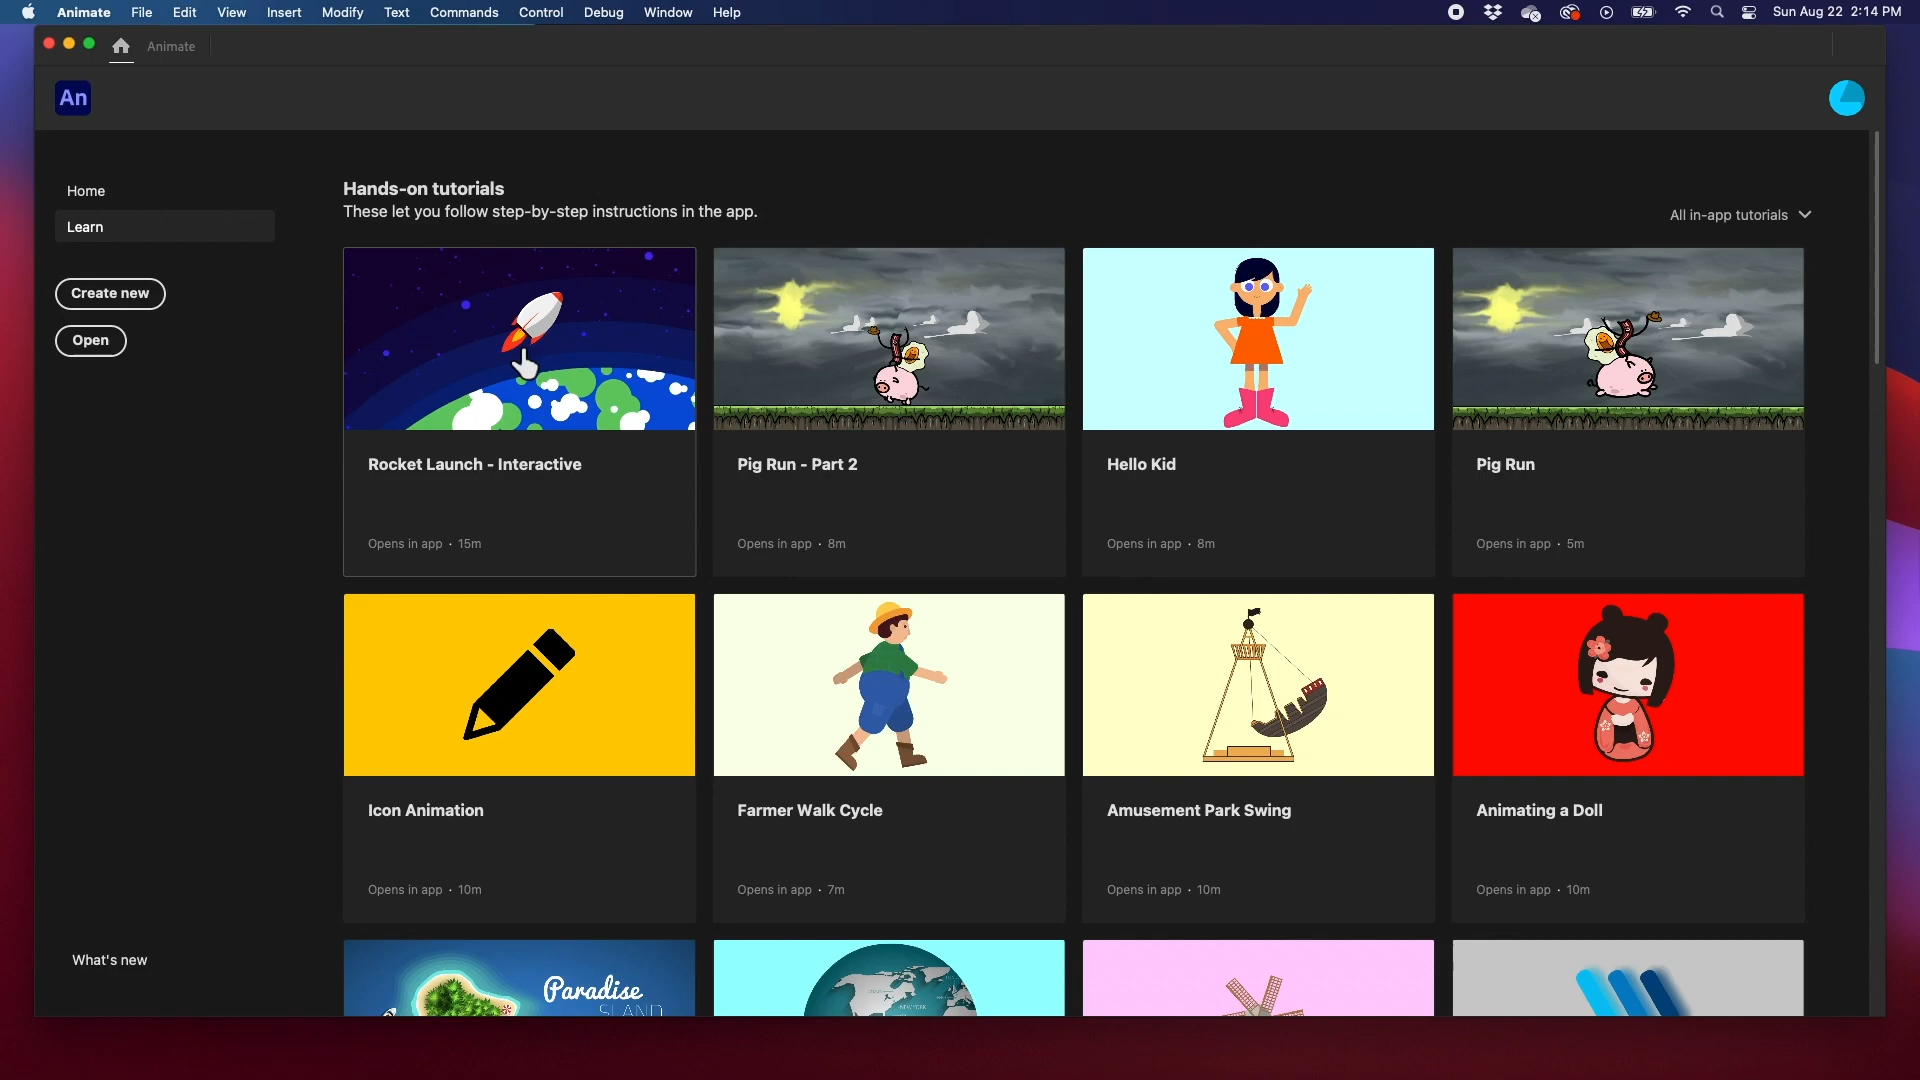 Animate File Edit View Insert Modify Text Commands Control Debug Window Help Sun Aug 22 2:14 PM
Animate
An
Home
Learn
Create new
Open
What's new
Hands-on tutorials
These let you follow step-by-step instructions in the app.
All in-app tutorials
Rocket Launch - Interactive
Opens in app · 15m
Pig Run - Part 2
Opens in app · 8m
Hello Kid
Opens in app · 8m
Pig Run
Opens in app · 5m
Icon Animation
Opens in app · 10m
Farmer Walk Cycle
Opens in app · 7m
Amusement Park Swing
Opens in app · 10m
Animating a Doll
Opens in app · 10m
Paradise